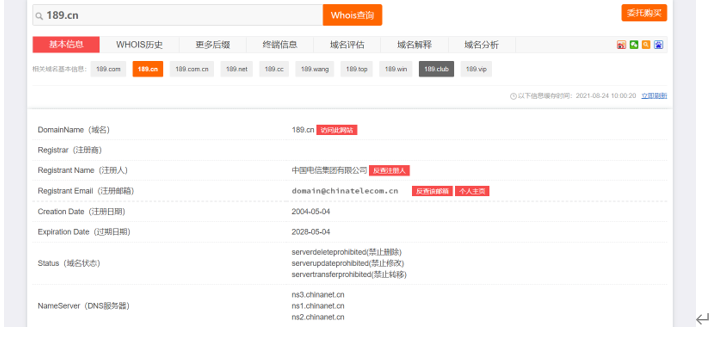 189.cn
Whois查询
委托购买
基本信息 WHOIS历史 更多后缀 终端信息 域名评估 域名解释 域名分析
相关域名基本信息: 189.com 189.cn 189.com.cn 189.net 189.cc 189.wang 189.top 189.win 189.club 189.vip
以下信息缓存时间: 2021-08-24 10:00:20 立即刷新
DomainName（域名） 189.cn 访问此网站
Registrar（注册商）
Registrant Name（注册人） 中国电信集团有限公司 反查注册人
Registrant Email（注册邮箱） domain@chinatelecom.cn 反查该邮箱 个人主页
Creation Date（注册日期） 2004-05-04
Expiration Date（过期日期） 2028-05-04
Status（域名状态） serverdeleteprohibited(禁止删除)
serverupdateprohibited(禁止修改)
servertransferprohibited(禁止转移)
NameServer（DNS服务器） ns3.chinanet.cn
ns1.chinanet.cn
ns2.chinanet.cn